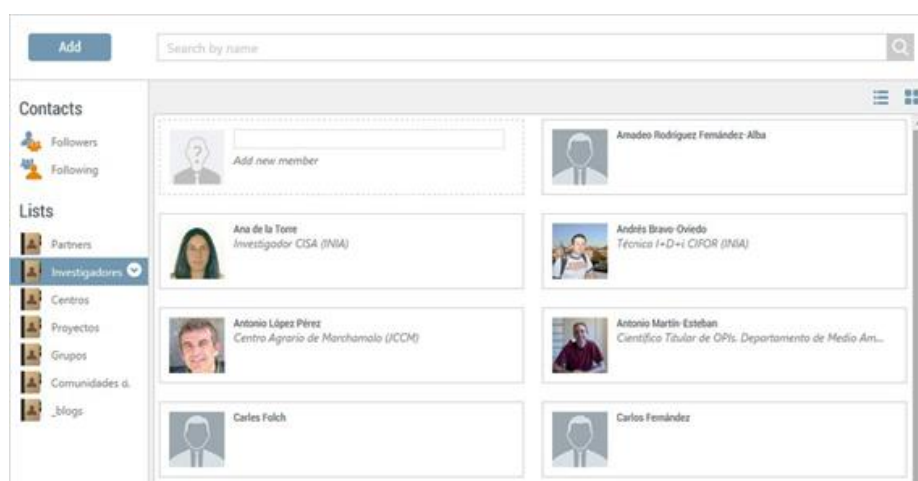 Add
Search by name
Contacts
Followers
Following
Lists
Partners
Investigadores
Centros
Proyectos
Grupos
Comunidades a.
_blogs
Add new member
Amadeo Rodríguez Fernández-Alba
Ana de la Torre
Investigador CISA (INIA)
Andrés Bravo-Oviedo
Técnico I+D+i CIFOR (INIA)
Antonio López Pérez
Centro Agrario de Marchamalo (JCCM)
Antonio Martín-Esteban
Científico Titular de OPIs. Departamento de Medio Am...
Carles Folch
Carlos Fernández